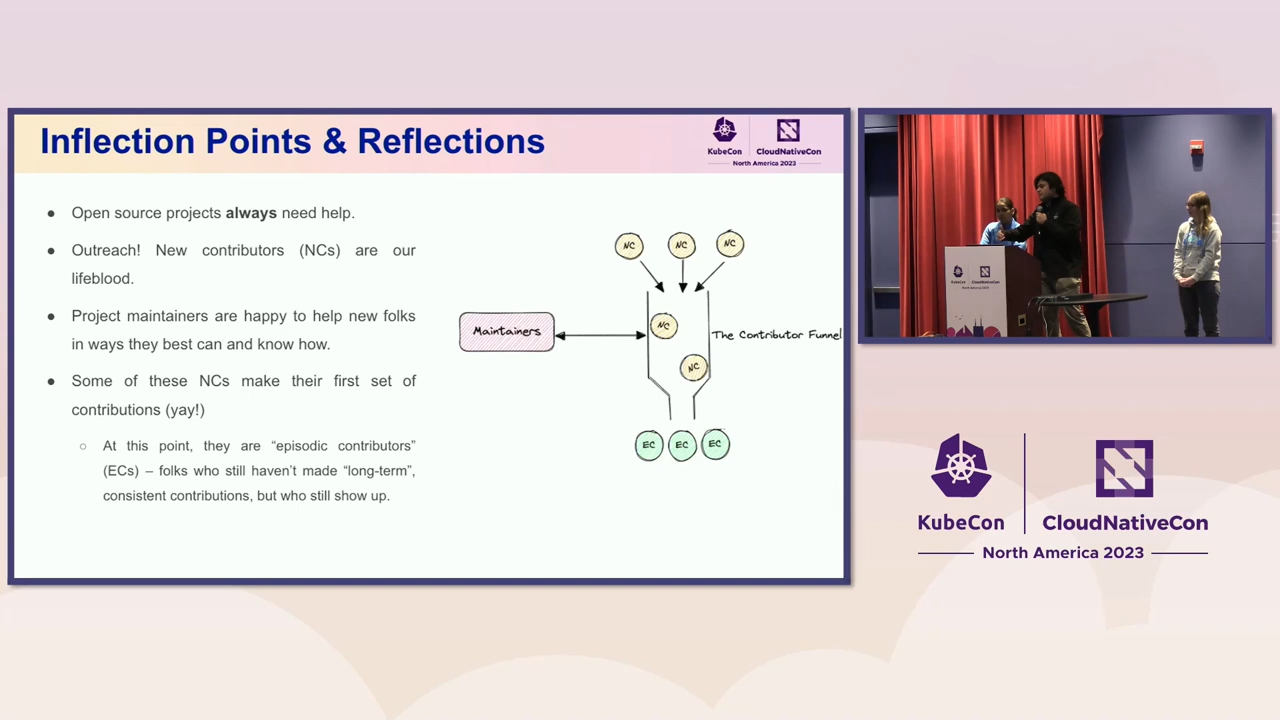 Inflection Points & Reflections
KubeCon
CloudNativeCon
North America 2023
● Open source projects always need help.
● Outreach! New contributors (NCs) are our
lifeblood.
● Project maintainers are happy to help new folks
in ways they best can and know how.
● Some of these NCs make their first set of
contributions (yay!)
○ At this point, they are “episodic contributors”
(ECs) – folks who still haven’t made “long-term”,
consistent contributions, but who still show up.
NC NC NC
NC
Maintainers
The Contributor Funnel
NC
EC EC EC
KubeCon
CloudNativeCon
North America 2023